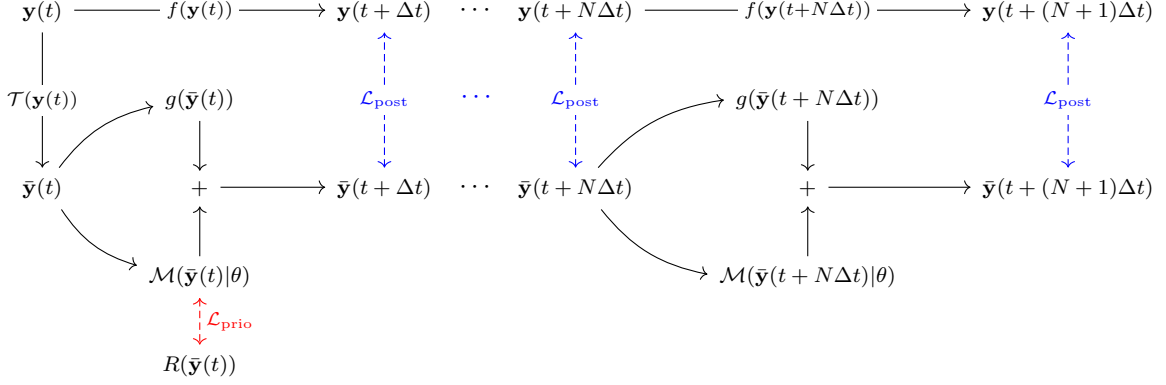 𝐲(t) f(𝐲(t)) 𝐲(t + Δt) ··· 𝐲(t + NΔt) f(𝐲(t+NΔt)) 𝐲(t + (N + 1)Δt)
𝒯(𝐲(t)) g(𝐲̄(t)) ℒ_post ··· ℒ_post g(𝐲̄(t + NΔt)) ℒ_post
𝐲̄(t) + 𝐲̄(t + Δt) ··· 𝐲̄(t + NΔt) + 𝐲̄(t + (N + 1)Δt)
ℳ(𝐲̄(t)|θ) ℳ(𝐲̄(t + NΔt)|θ)
ℒ_prio
R(𝐲̄(t))